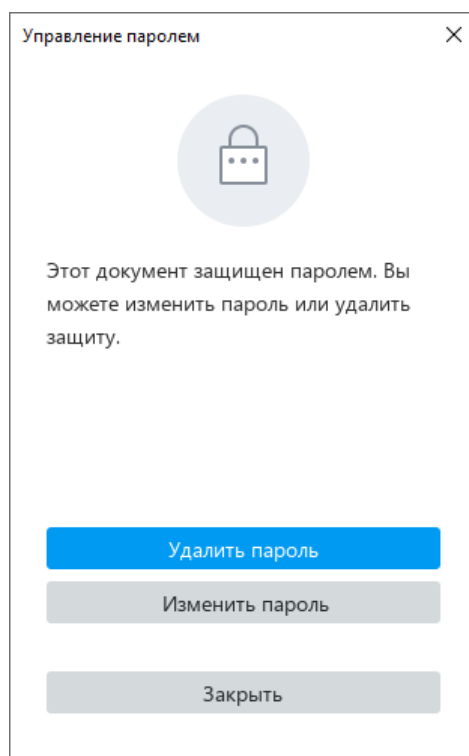 Управление паролем
Этот документ защищен паролем. Вы
можете изменить пароль или удалить
защиту.
Удалить пароль
Изменить пароль
Закрыть